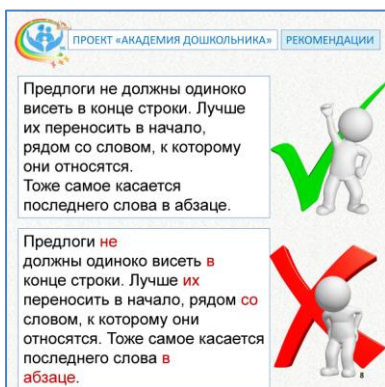 ПРОЕКТ «АКАДЕМИЯ ДОШКОЛЬНИКА» РЕКОМЕНДАЦИИ
Предлоги не должны одиноко
висеть в конце строки. Лучше
их переносить в начало,
рядом со словом, к которому
они относятся.
Тоже самое касается
последнего слова в абзаце.
Предлоги не
должны одиноко висеть в
конце строки. Лучше их
переносить в начало, рядом со
словом, к которому они
относятся. Тоже самое касается
последнего слова в
абзаце.
8